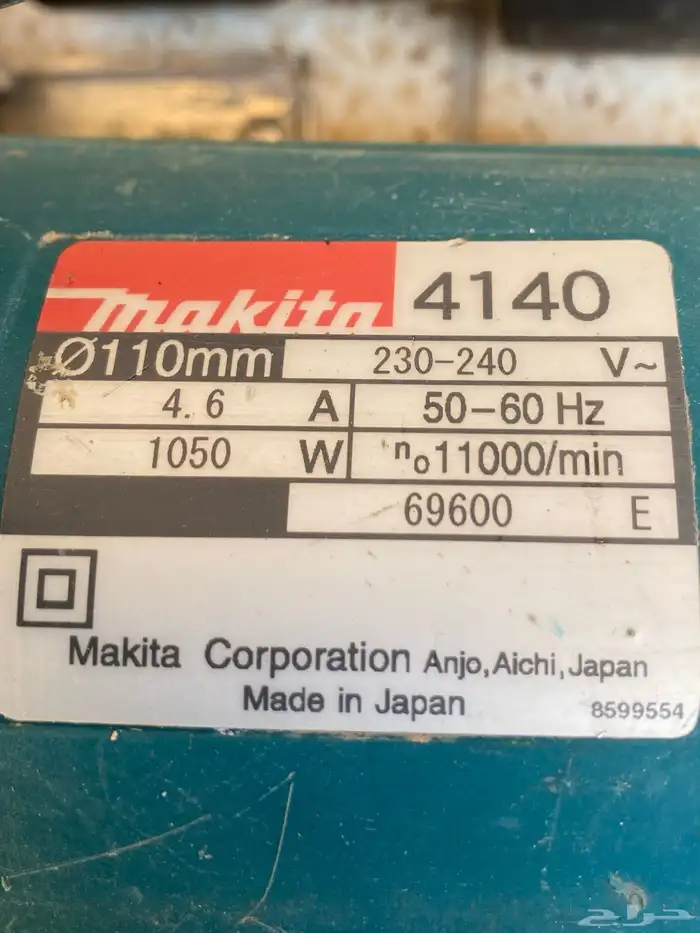 makita 4140
Ø110mm 230-240 V~
4.6 A 50-60 Hz
1050 W no11000/min
69600 E
Makita Corporation Anjo, Aichi, Japan
Made in Japan 8599554
حراج